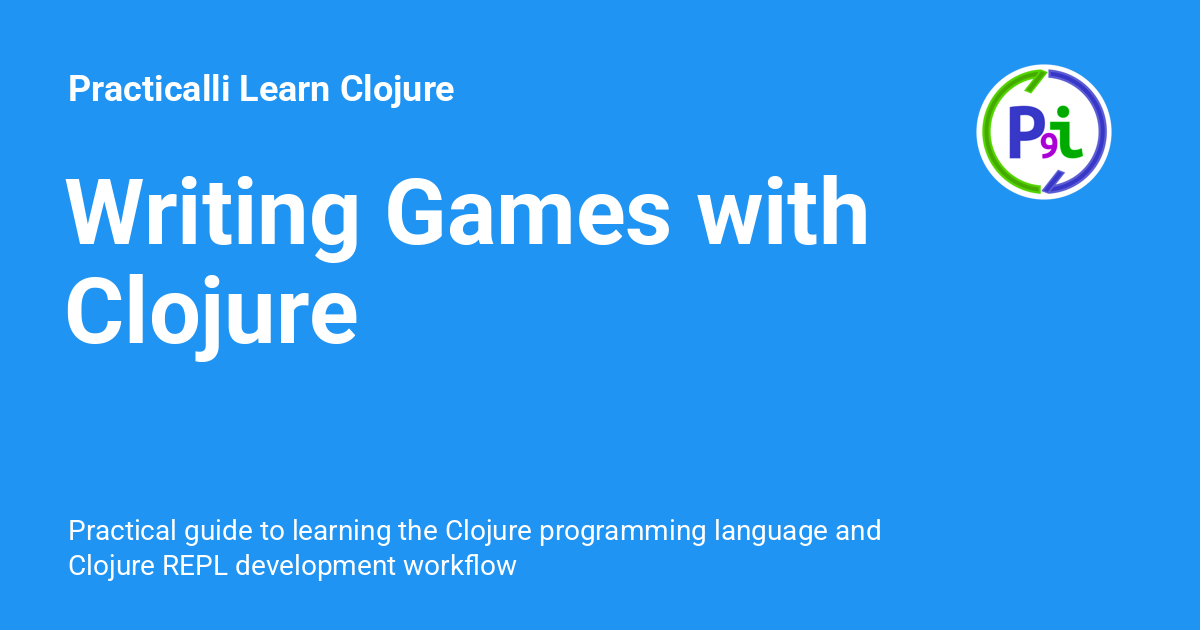 Practicalli Learn Clojure
P9i
Writing Games with
Clojure
Practical guide to learning the Clojure programming language and
Clojure REPL development workflow